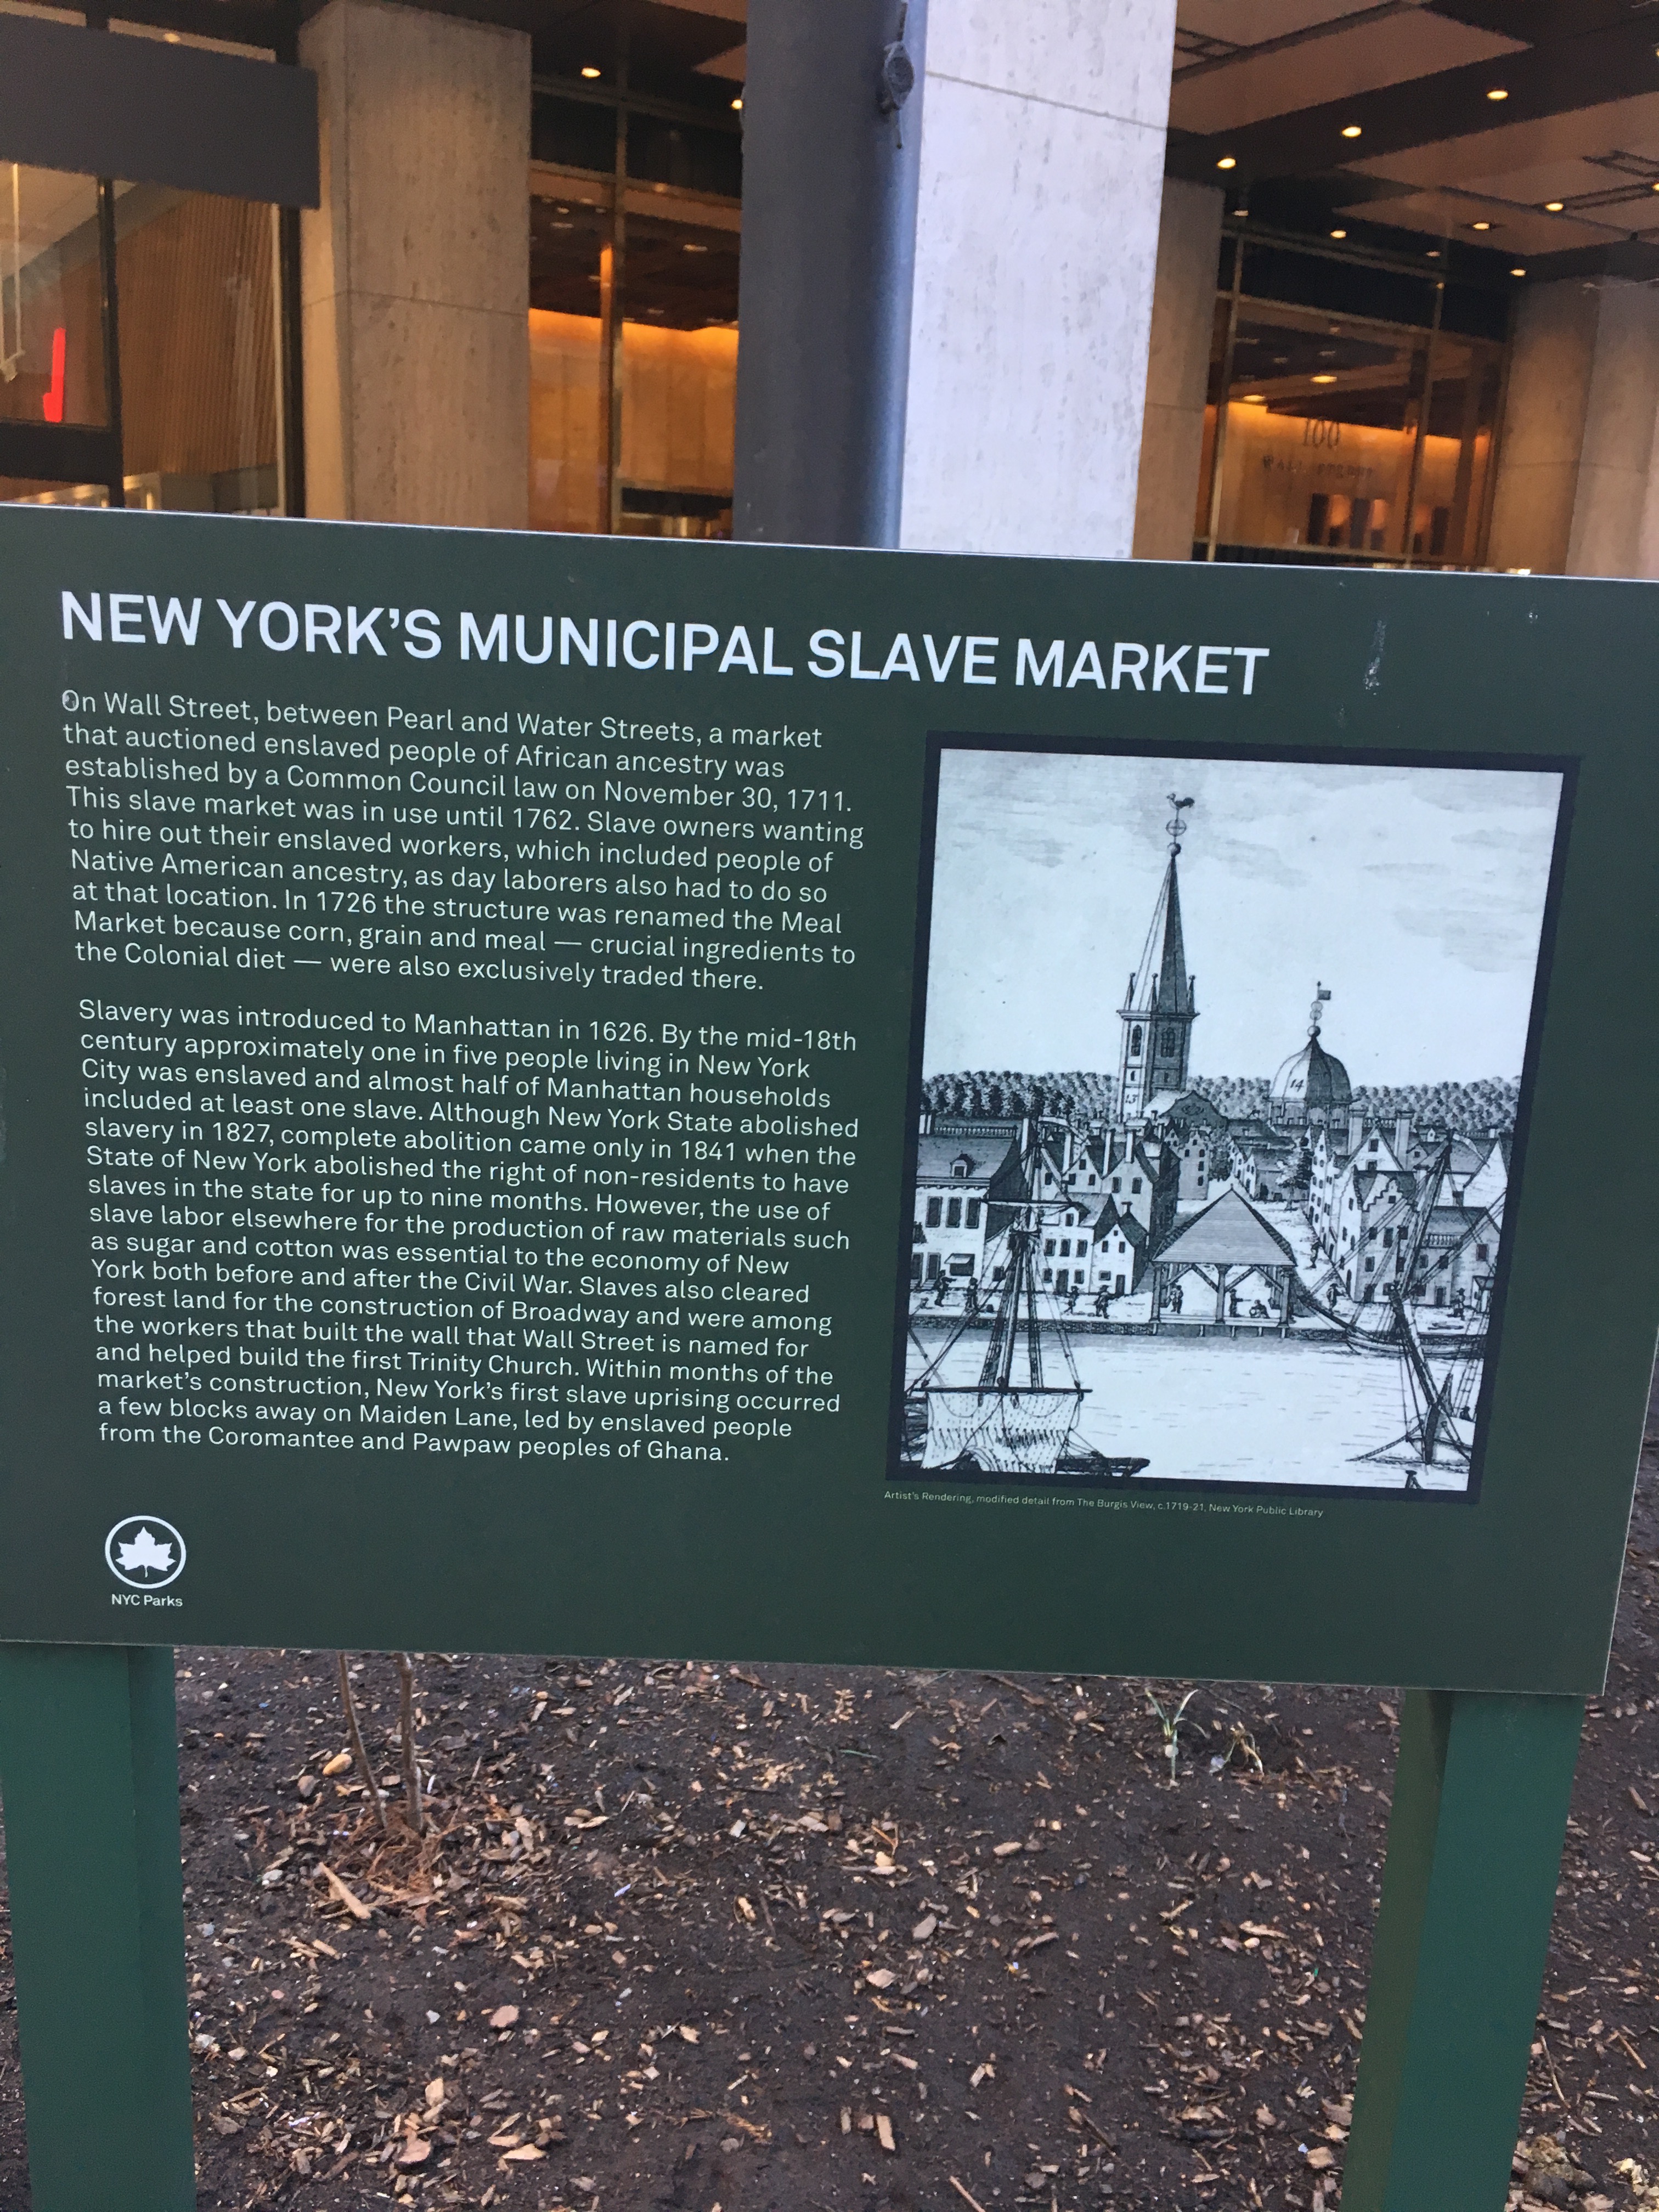 100
WALL STREET
NEW YORK'S MUNICIPAL SLAVE MARKET
On Wall Street, between Pearl and Water Streets, a market
that auctioned enslaved people of African ancestry was
established by a Common Council law on November 30, 1711.
This slave market was in use until 1762. Slave owners wanting
to hire out their enslaved workers, which included people of
Native American ancestry, as day laborers also had to do so
at that location. In 1726 the structure was renamed the Meal
Market because corn, grain and meal — crucial ingredients to
the Colonial diet — were also exclusively traded there.
Slavery was introduced to Manhattan in 1626. By the mid-18th
century approximately one in five people living in New York
City was enslaved and almost half of Manhattan households
included at least one slave. Although New York State abolished
slavery in 1827, complete abolition came only in 1841 when the
State of New York abolished the right of non-residents to have
slaves in the state for up to nine months. However, the use of
slave labor elsewhere for the production of raw materials such
as sugar and cotton was essential to the economy of New
York both before and after the Civil War. Slaves also cleared
forest land for the construction of Broadway and were among
the workers that built the wall that Wall Street is named for
and helped build the first Trinity Church. Within months of the
market's construction, New York's first slave uprising occurred
a few blocks away on Maiden Lane, led by enslaved people
from the Coromantee and Pawpaw peoples of Ghana.
14
Artist's Rendering, modified detail from The Burgis View, c.1719-21, New York Public Library
NYC Parks